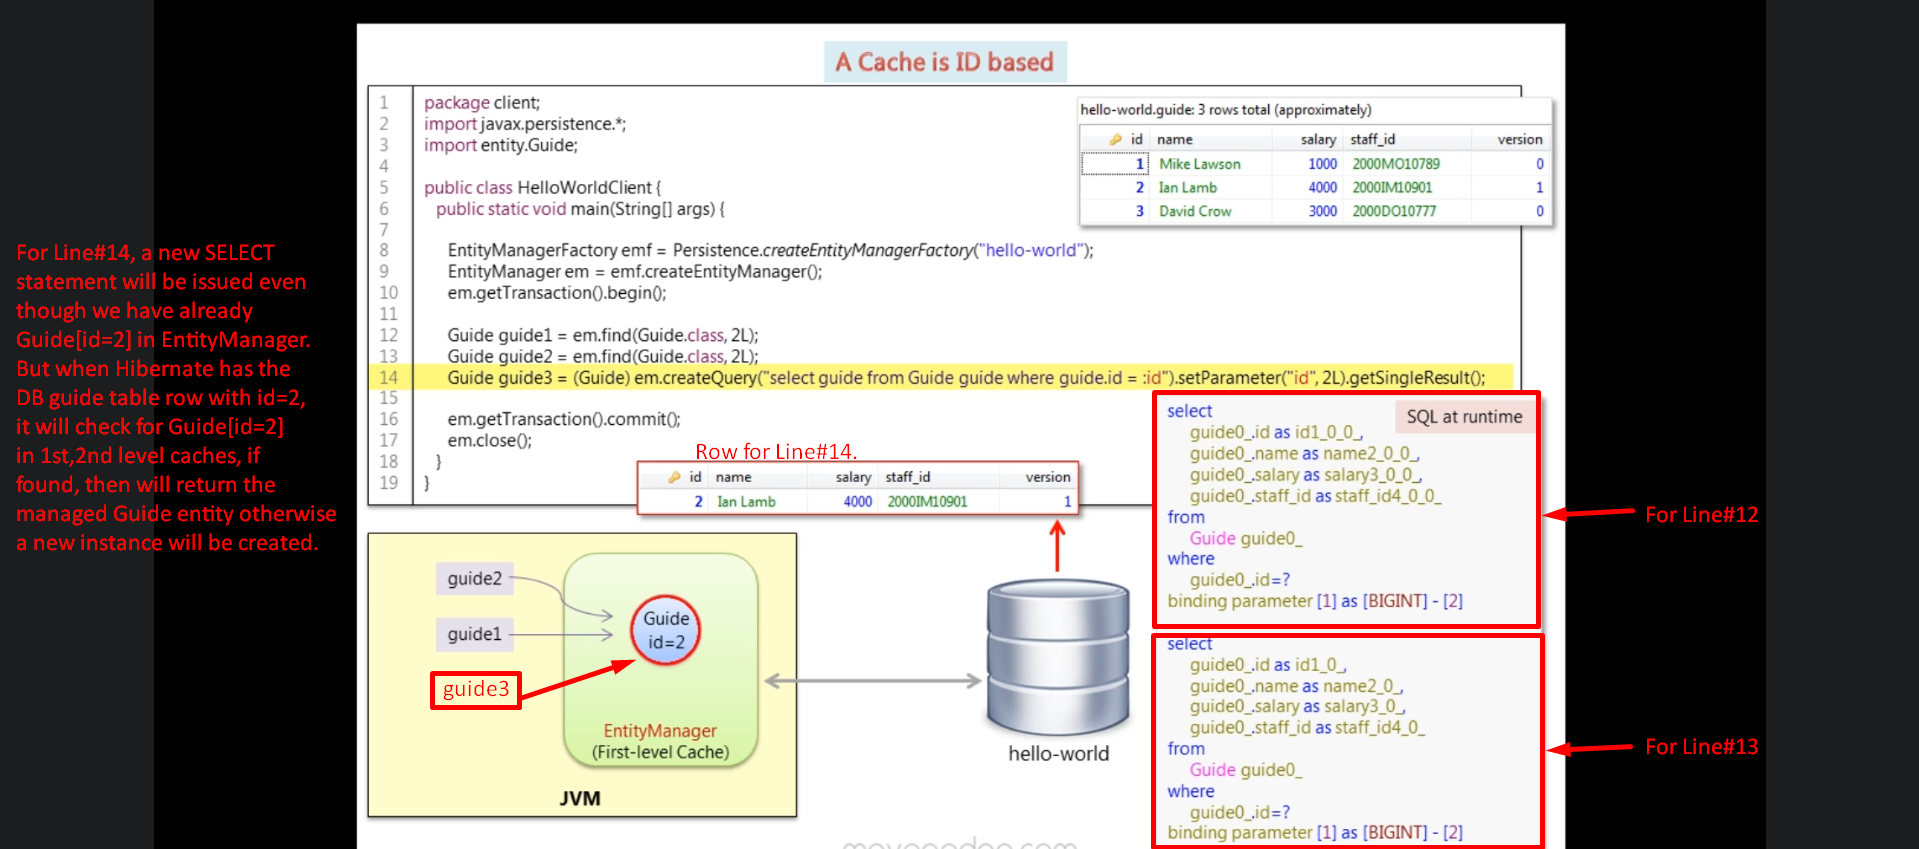 A Cache is ID based
1 package client;
2 import javax.persistence.*;
3 import entity.Guide;
4
5 public class HelloWorldClient {
6 public static void main(String[] args) {
7
8 EntityManagerFactory emf = Persistence.createEntityManagerFactory("hello-world");
9 EntityManager em = emf.createEntityManager();
10 em.getTransaction().begin();
11
12 Guide guide1 = em.find(Guide.class, 2L);
13 Guide guide2 = em.find(Guide.class, 2L);
14 Guide guide3 = (Guide) em.createQuery("select guide from Guide guide where guide.id = :id").setParameter("id", 2L).getSingleResult();
15
16 em.getTransaction().commit();
17 em.close();
18 }
19 }
hello-world.guide: 3 rows total (approximately)
id name salary staff_id version
1 Mike Lawson 1000 2000MO10789 0
2 Ian Lamb 4000 2000IM10901 1
3 David Crow 3000 2000DO10777 0
For Line#14, a new SELECT
statement will be issued even
though we have already
Guide[id=2] in EntityManager.
But when Hibernate has the
DB guide table row with id=2,
it will check for Guide[id=2]
in 1st,2nd level caches, if
found, then will return the
managed Guide entity otherwise
a new instance will be created.
Row for Line#14.
id name salary staff_id version
2 Ian Lamb 4000 2000IM10901 1
SQL at runtime
select
guide0_.id as id1_0_0_,
guide0_.name as name2_0_0_,
guide0_.salary as salary3_0_0_,
guide0_.staff_id as staff_id4_0_0_
from
Guide guide0_
where
guide0_.id=?
binding parameter [1] as [BIGINT] - [2]
For Line#12
select
guide0_.id as id1_0_,
guide0_.name as name2_0_,
guide0_.salary as salary3_0_,
guide0_.staff_id as staff_id4_0_
from
Guide guide0_
where
guide0_.id=?
binding parameter [1] as [BIGINT] - [2]
For Line#13
guide2
guide1
guide3
Guide
id=2
EntityManager
(First-level Cache)
JVM
hello-world